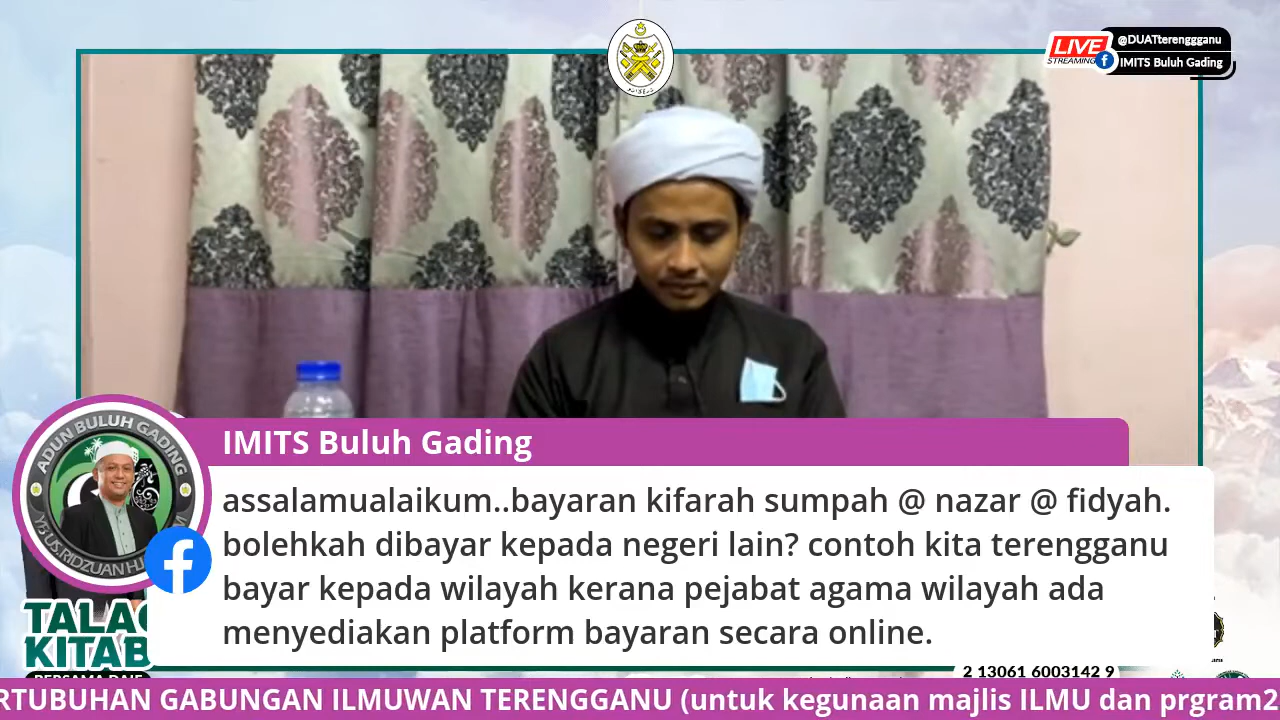 LIVE
STREAMING
@DUATterenggganu
IMITS Buluh Gading
ADUN BULUH GADING
IMITS Buluh Gading
assalamualaikum..bayaran kifarah sumpah @ nazar @ fidyah.
bolehkah dibayar kepada negeri lain? contoh kita terengganu
bayar kepada wilayah kerana pejabat agama wilayah ada
menyediakan platform bayaran secara online.
TALA
KITAB
2 13061 6003142 9
RTUBUHAN GABUNGAN ILMUWAN TERENGGANU (untuk kegunaan majlis ILMU dan prgram2